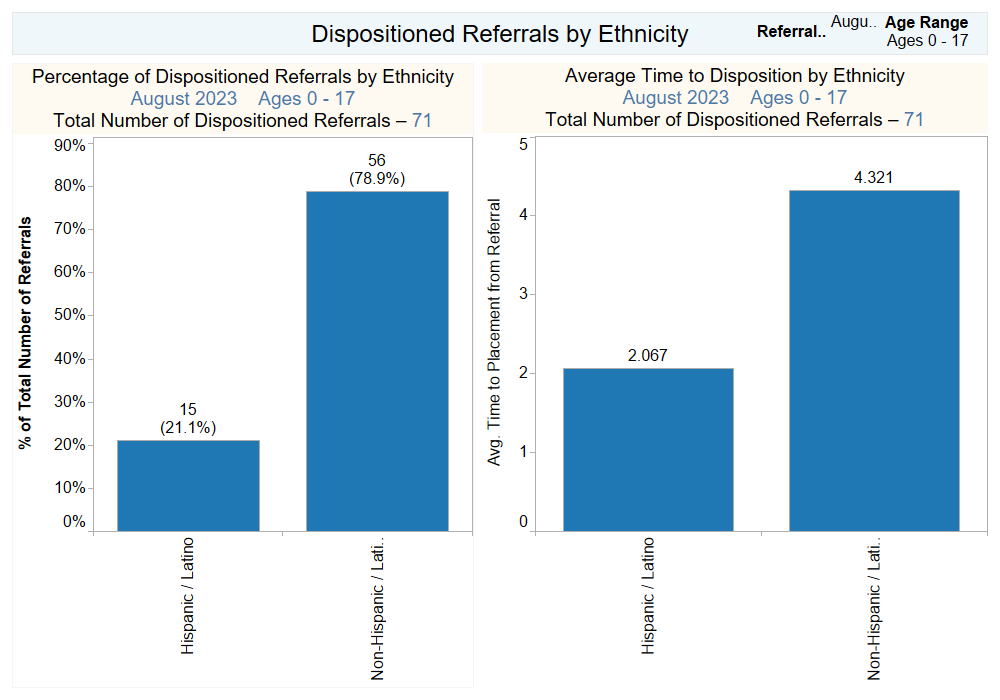 Dispositioned Referrals by Ethnicity
Referral..
Augu..
Age Range
Ages 0 - 17
Percentage of Dispositioned Referrals by Ethnicity
August 2023 Ages 0 - 17
Total Number of Dispositioned Referrals – 71
% of Total Number of Referrals
90%
80%
70%
60%
50%
40%
30%
20%
10%
0%
15
(21.1%)
56
(78.9%)
Hispanic / Latino
Non-Hispanic / Lati..
Average Time to Disposition by Ethnicity
August 2023 Ages 0 - 17
Total Number of Dispositioned Referrals – 71
Avg. Time to Placement from Referral
5
4
3
2
1
0
2.067
4.321
Hispanic / Latino
Non-Hispanic / Lati..